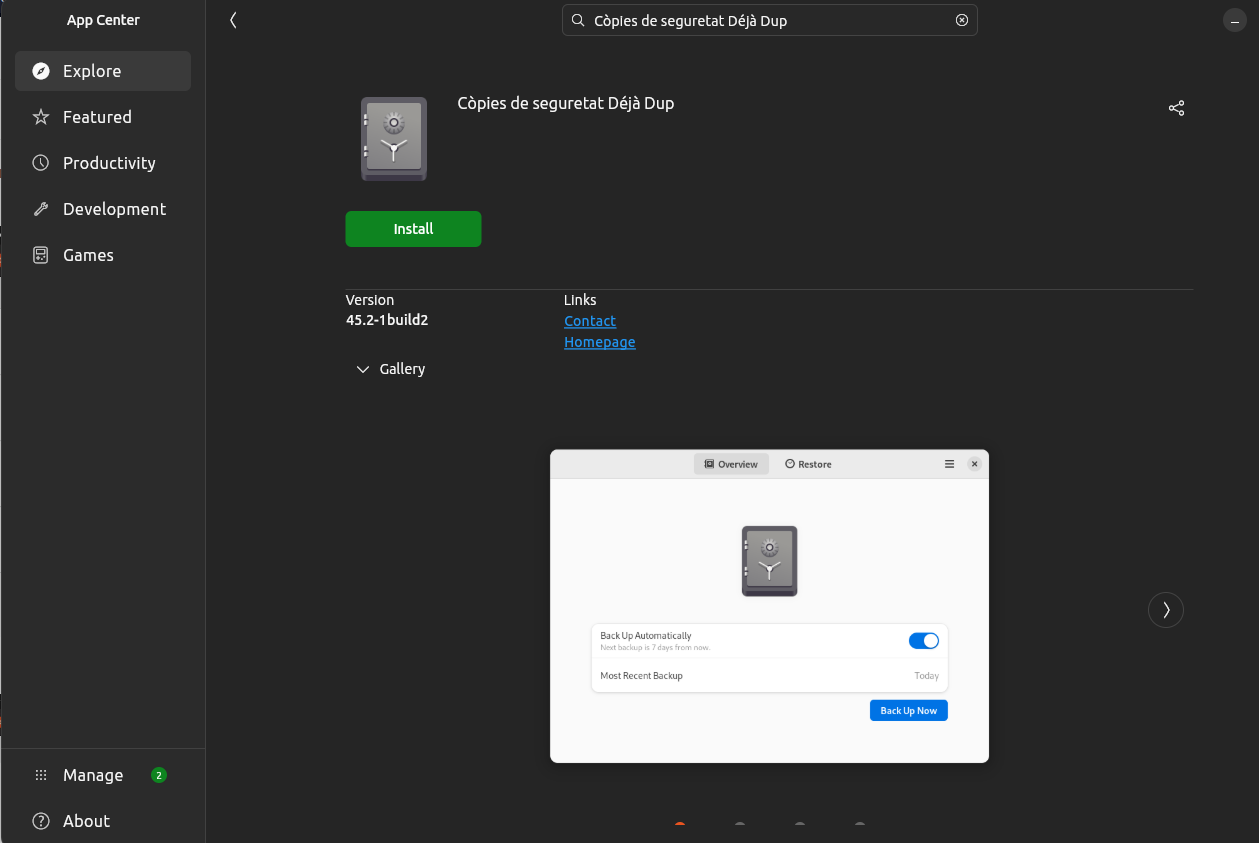 App Center
Còpies de seguretat Déjà Dup
Explore
Featured
Productivity
Development
Games
Còpies de seguretat Déjà Dup
Install
Version
45.2-1build2
Links
Contact
Homepage
Gallery
Overview
Restore
Back Up Automatically
Next backup is 7 days from now.
Most Recent Backup
Today
Back Up Now
Manage
2
About